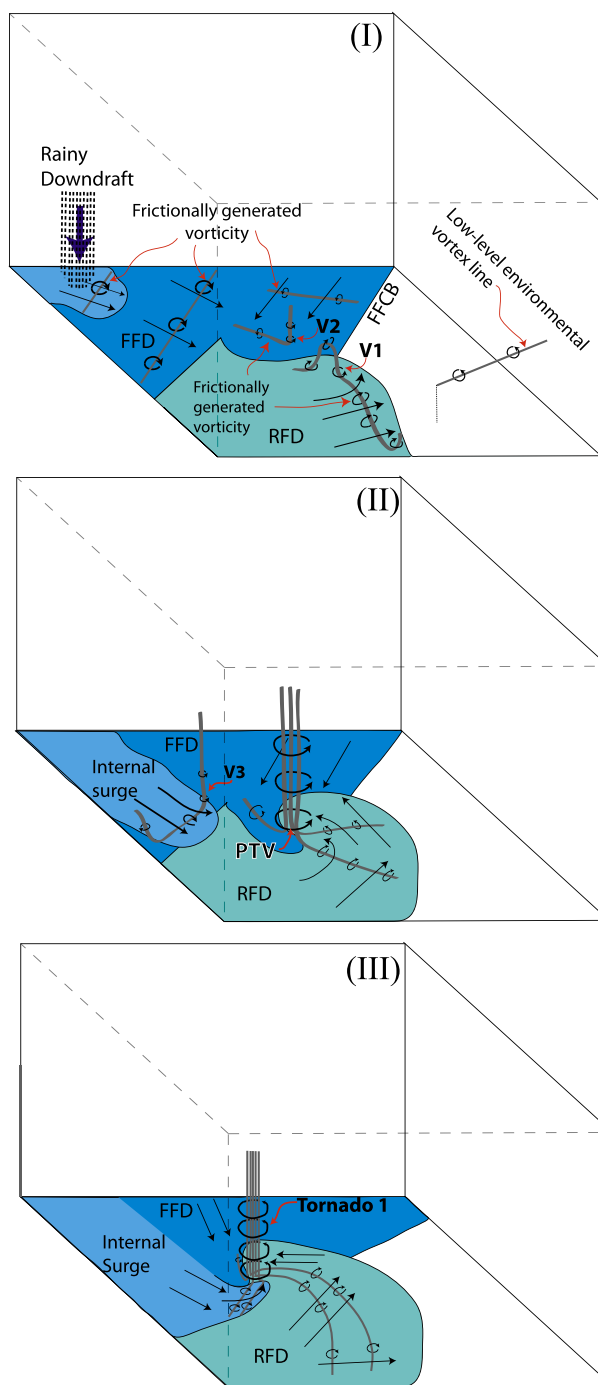 (I)
Rainy
Downdraft
Frictionally generated
vorticity
Low-level environmental
vortex line
FFCB
FFD
V2
V1
Frictionally
generated
vorticity
RFD
(II)
FFD
Internal
surge
V3
PTV
RFD
(III)
FFD
Tornado 1
Internal
Surge
RFD